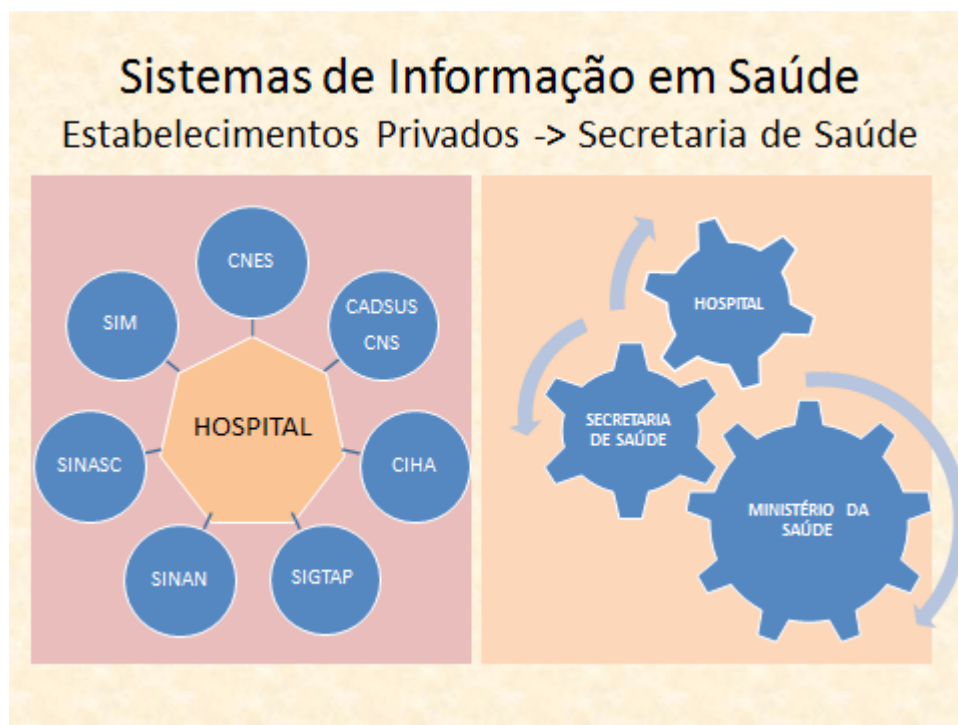 Sistemas de Informação em Saúde
Estabelecimentos Privados -> Secretaria de Saúde
CNES
CADSUS
CNS
CIHA
SIGTAP
SINAN
SINASC
SIM
HOSPITAL
HOSPITAL
SECRETARIA
DE SAÚDE
MINISTÉRIO DA
SAÚDE